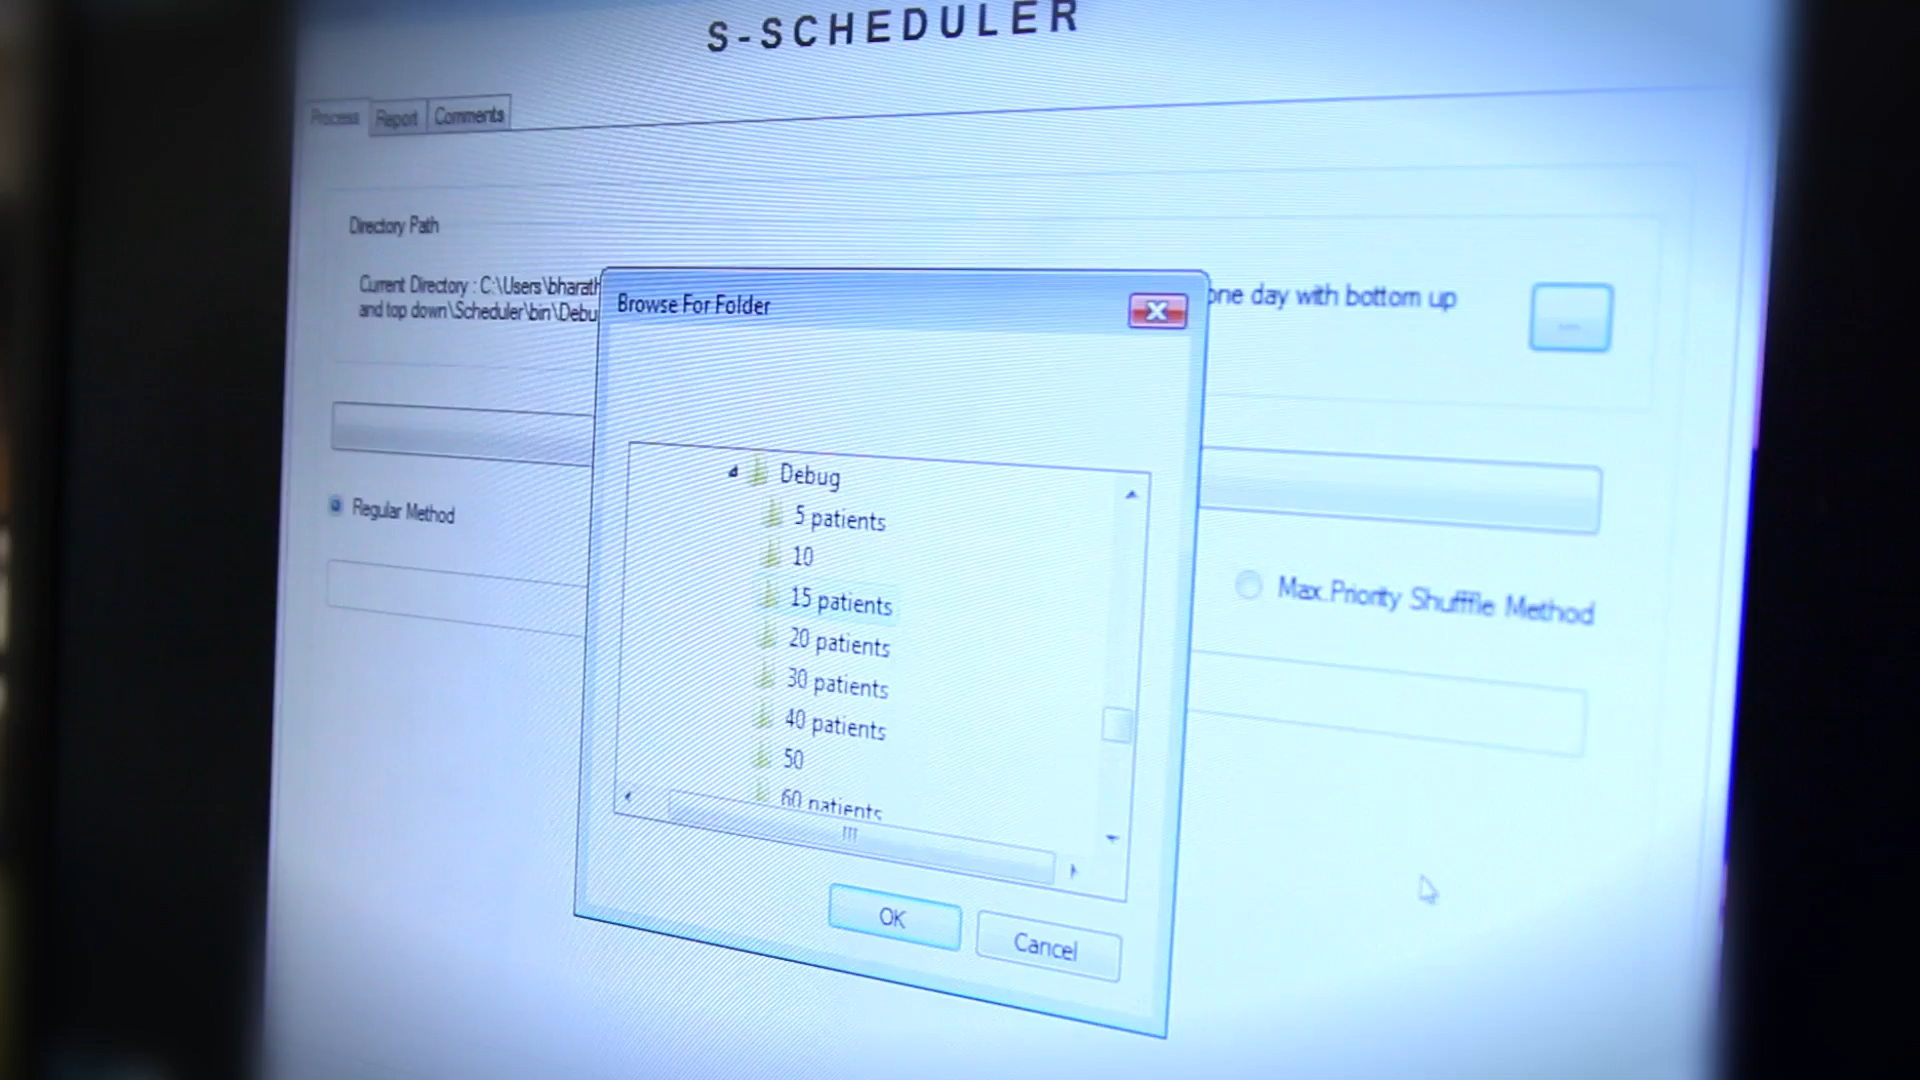 S-SCHEDULER
Process Report Comments
Directory Path
Current Directory : C:\Users\bharath
one day with bottom up
and top down\Scheduler\bin\Debu
...
Browse For Folder
Debug
5 patients
10
15 patients
20 patients
30 patients
40 patients
50
60 patients
Regular Method
Max.Priority Shufffle Method
OK
Cancel